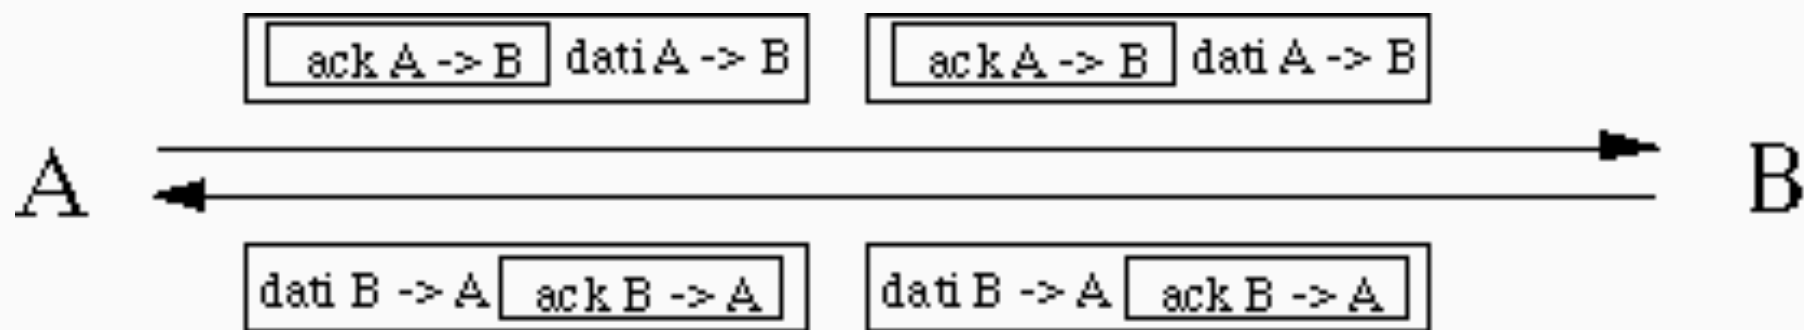 ack A -> B dati A -> B ack A -> B dati A -> B
A B
dati B -> A ack B -> A dati B -> A ack B -> A